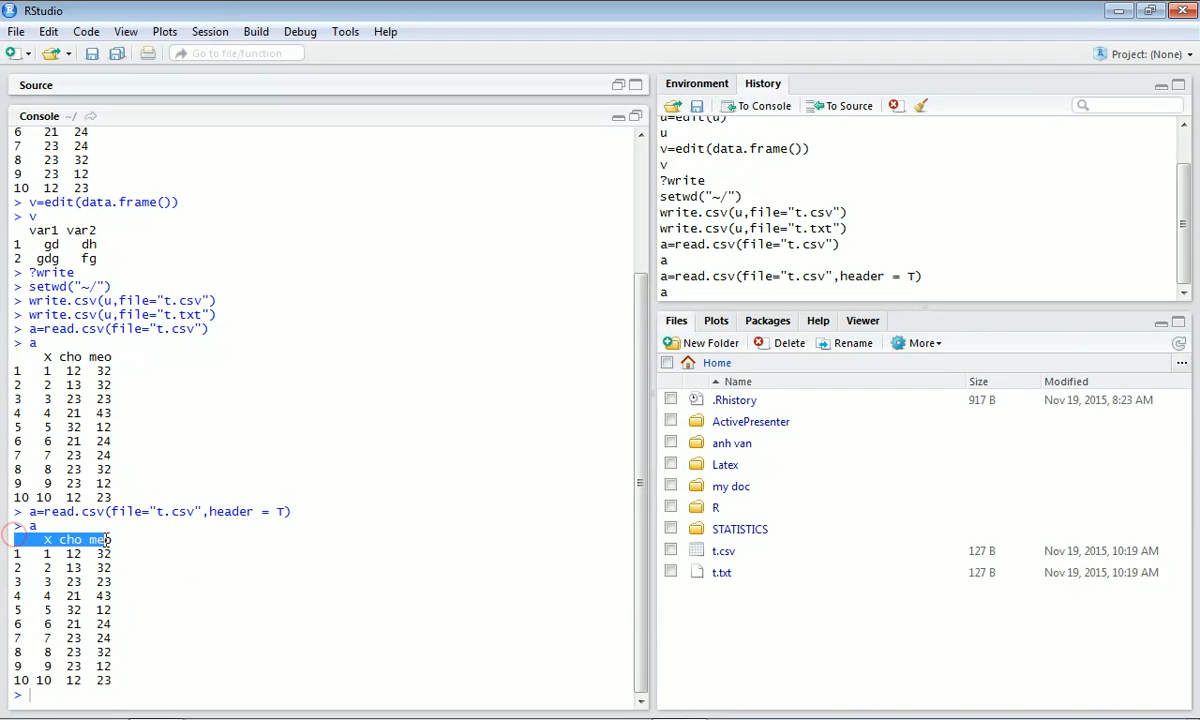 RStudio
File Edit Code View Plots Session Build Debug Tools Help
Go to file/function
Project: (None)
Source
Console ~/
6 21 24
7 23 24
8 23 32
9 23 12
10 12 23
> v=edit(data.frame())
> v
var1 var2
1 gd dh
2 gdg fg
> ?write
> setwd("~/")
> write.csv(u,file="t.csv")
> write.csv(u,file="t.txt")
> a=read.csv(file="t.csv")
> a
X cho meo
1 1 12 32
2 2 13 32
3 3 23 23
4 4 21 43
5 5 32 12
6 6 21 24
7 7 23 24
8 8 23 32
9 9 23 12
10 10 12 23
> a=read.csv(file="t.csv",header = T)
> a
X cho meo
1 1 12 32
2 2 13 32
3 3 23 23
4 4 21 43
5 5 32 12
6 6 21 24
7 7 23 24
8 8 23 32
9 9 23 12
10 10 12 23
>
Environment History
To Console To Source
u=edit(u)
u
v=edit(data.frame())
v
?write
setwd("~/")
write.csv(u,file="t.csv")
write.csv(u,file="t.txt")
a=read.csv(file="t.csv")
a
a=read.csv(file="t.csv",header = T)
a
Files Plots Packages Help Viewer
New Folder Delete Rename More
Home
Name Size Modified
.Rhistory 917 B Nov 19, 2015, 8:23 AM
ActivePresenter
anh van
Latex
my doc
R
STATISTICS
t.csv 127 B Nov 19, 2015, 10:19 AM
t.txt 127 B Nov 19, 2015, 10:19 AM